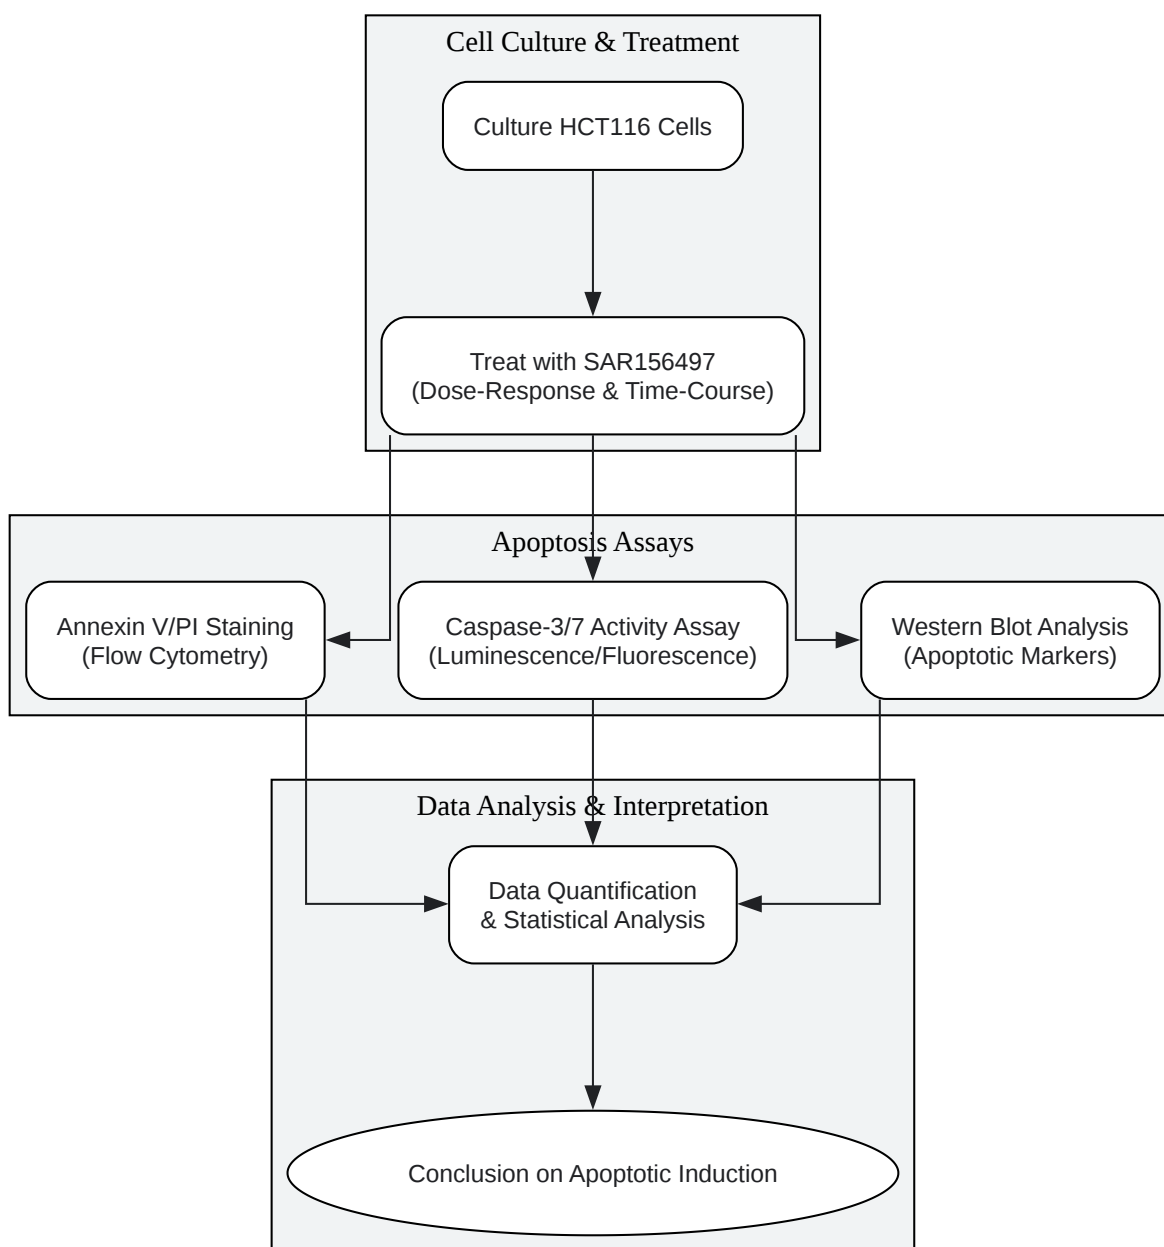 Cell Culture & Treatment
Culture HCT116 Cells
Treat with SAR156497
(Dose-Response & Time-Course)
Apoptosis Assays
Annexin V/PI Staining
(Flow Cytometry)
Caspase-3/7 Activity Assay
(Luminescence/Fluorescence)
Western Blot Analysis
(Apoptotic Markers)
Data Analysis & Interpretation
Data Quantification
& Statistical Analysis
Conclusion on Apoptotic Induction